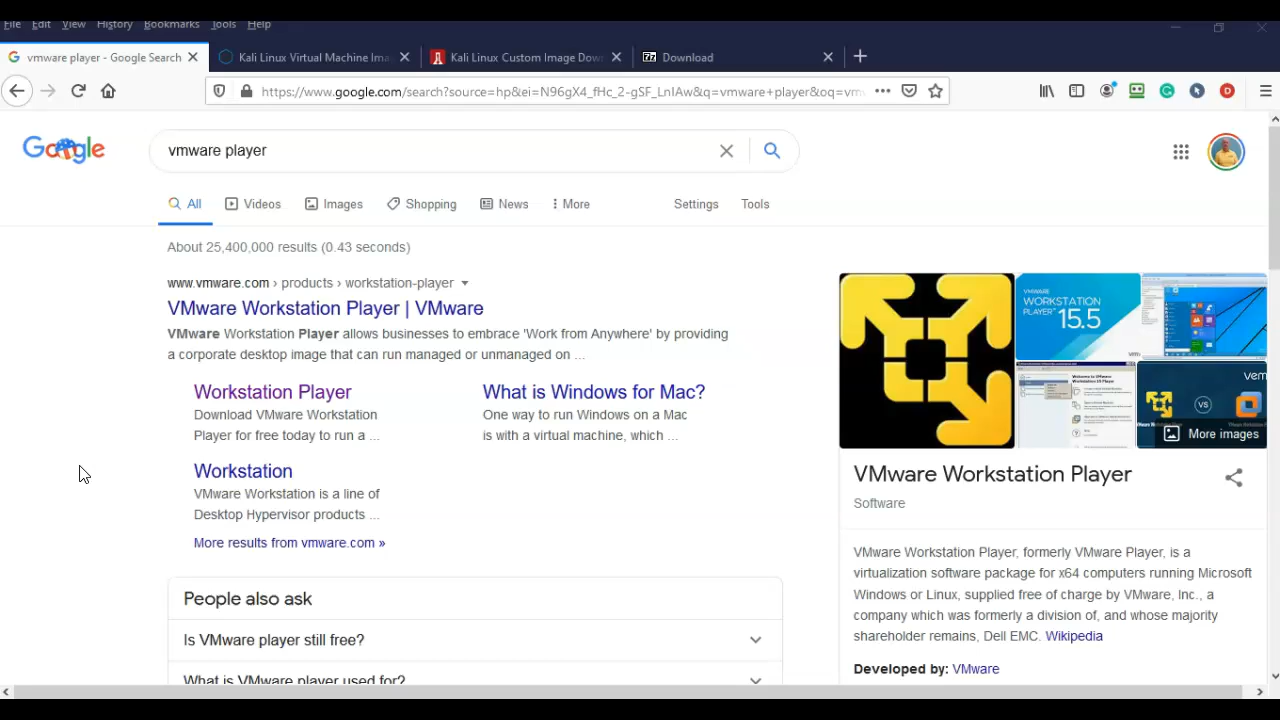 File Edit View History Bookmarks Tools Help
vmware player - Google Search
Kali Linux Virtual Machine Ima
Kali Linux Custom Image Dow
Download
https://www.google.com/search?source=hp&ei=N96gX4_fHc_2-gSF_LnIAw&q=vmware+player&oq=vm
Google
vmware player
All Videos Images Shopping News More Settings Tools
About 25,400,000 results (0.43 seconds)
www.vmware.com › products › workstation-player
VMware Workstation Player | VMware
VMware Workstation Player allows businesses to embrace 'Work from Anywhere' by providing
a corporate desktop image that can run managed or unmanaged on ...
Workstation Player
Download VMware Workstation
Player for free today to run a ...
What is Windows for Mac?
One way to run Windows on a Mac
is with a virtual machine, which ...
Workstation
VMware Workstation is a line of
Desktop Hypervisor products ...
More results from vmware.com »
People also ask
Is VMware player still free?
What is VMware player used for?
VMWARE
WORKSTATION
PLAYER
15.5
VS
More images
VMware Workstation Player
Software
VMware Workstation Player, formerly VMware Player, is a
virtualization software package for x64 computers running Microsoft
Windows or Linux, supplied free of charge by VMware, Inc., a
company which was formerly a division of, and whose majority
shareholder remains, Dell EMC. Wikipedia
Developed by: VMware